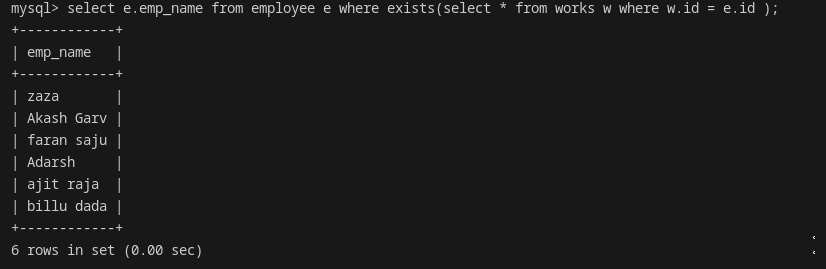 mysql> select e.emp_name from employee e where exists(select * from works w where w.id = e.id );
+------------+
| emp_name   |
+------------+
| zaza       |
| Akash Garv |
| faran saju |
| Adarsh     |
| ajit raja  |
| billu dada |
+------------+
6 rows in set (0.00 sec)